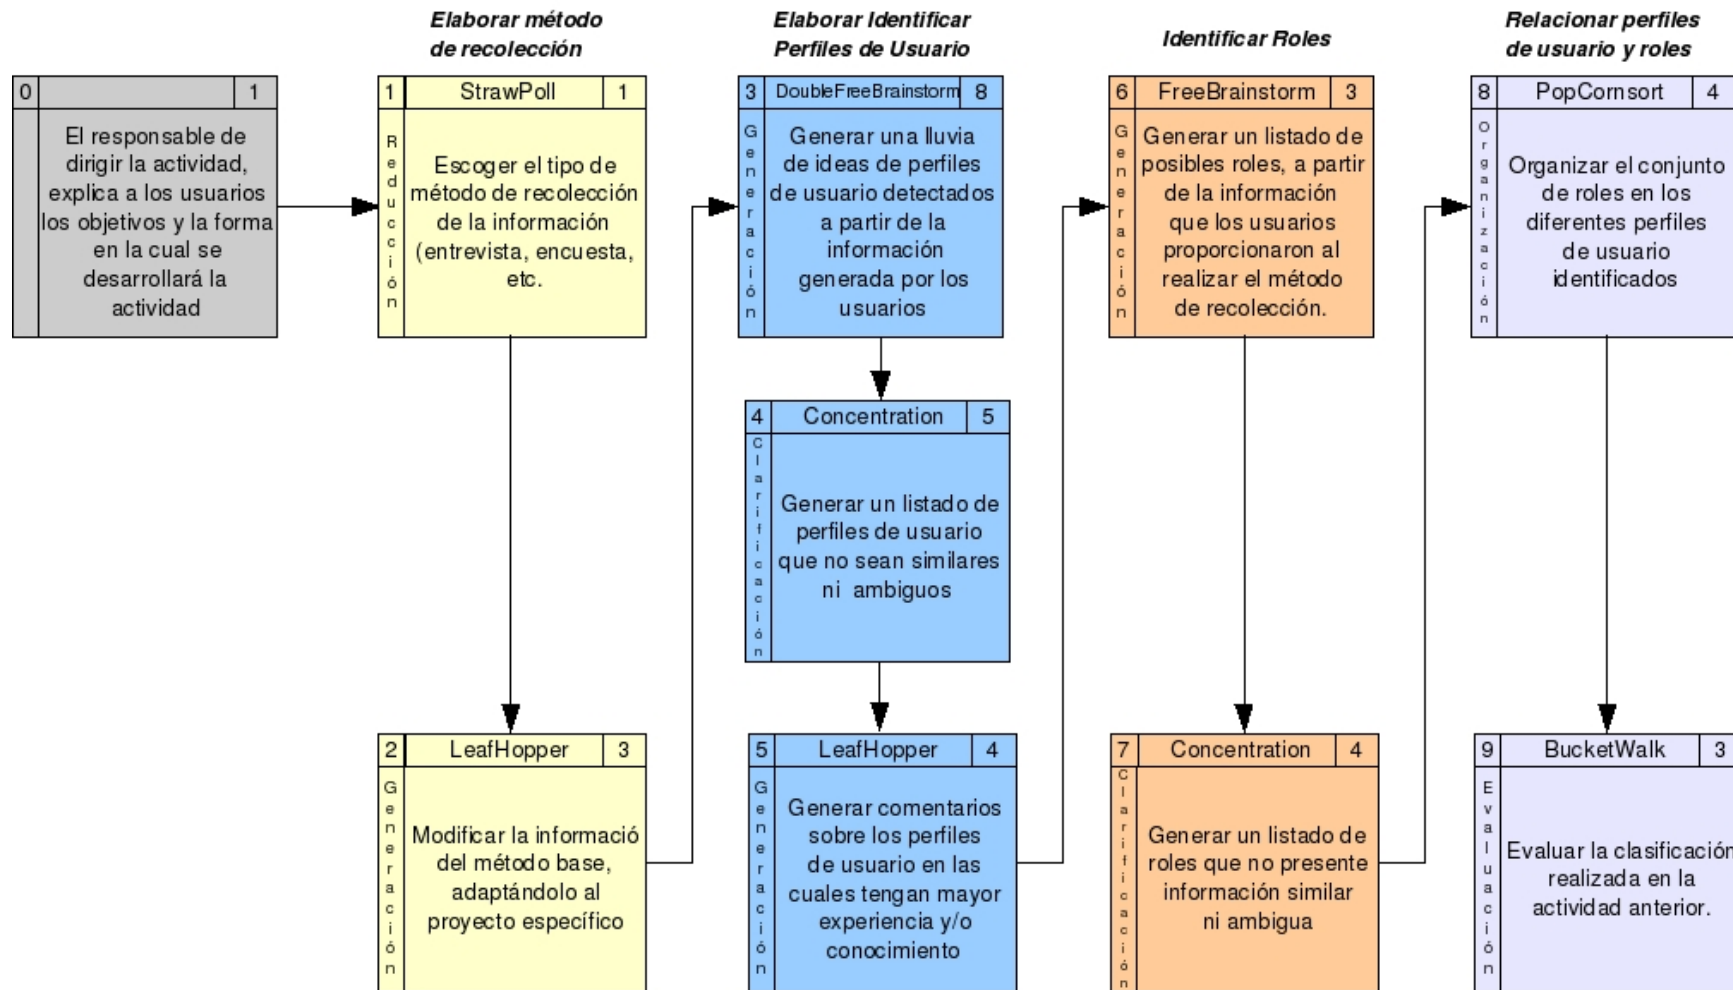 Elaborar método
de recolección
Elaborar Identificar
Perfiles de Usuario
Identificar Roles
Relacionar perfiles
de usuario y roles
0 1
El responsable de
dirigir la actividad,
explica a los usuarios
los objetivos y la forma
en la cual se
desarrollará la
actividad
1 StrawPoll 1
Reducción
Escoger el tipo de
método de recolección
de la información
(entrevista, encuesta,
etc.
2 LeafHopper 3
Generación
Modificar la informació
del método base,
adaptándolo al
proyecto específico
3 DoubleFreeBrainstorm 8
Generación
Generar una lluvia
de ideas de perfiles
de usuario detectados
a partir de la
información
generada por los
usuarios
4 Concentration 5
Clarificación
Generar un listado de
perfiles de usuario
que no sean similares
ni ambiguos
5 LeafHopper 4
Generación
Generar comentarios
sobre los perfiles
de usuario en las
cuales tengan mayor
experiencia y/o
conocimiento
6 FreeBrainstorm 3
Generación
Generar un listado de
posibles roles, a partir
de la información
que los usuarios
proporcionaron al
realizar el método
de recolección.
7 Concentration 4
Clarificación
Generar un listado de
roles que no presente
información similar
ni ambigua
8 PopCornsort 4
Organización
Organizar el conjunto
de roles en los
diferentes perfiles
de usuario
identificados
9 BucketWalk 3
Evaluación
Evaluar la clasificación
realizada en la
actividad anterior.